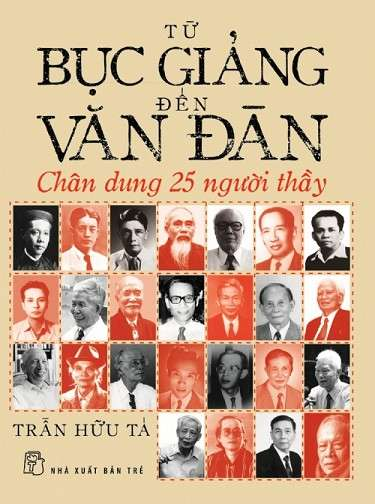 TỪ
BỤC GIẢNG
ĐẾN
VĂN ĐÀN
Chân dung 25 người thầy
TRẦN HỮU TÁ
NHÀ XUẤT BẢN TRẺ